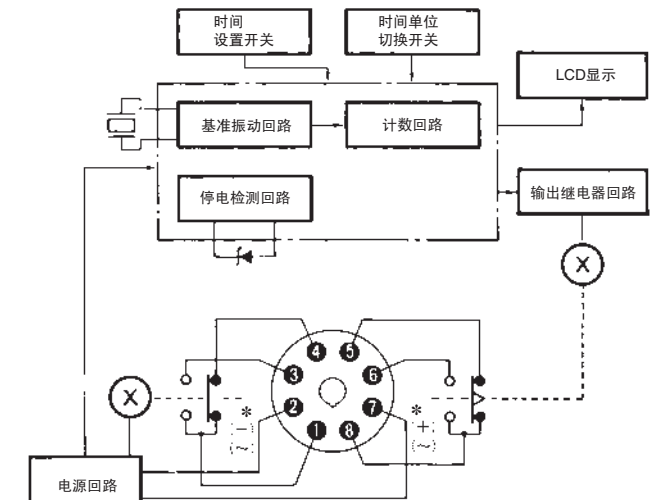 时间
设置开关
时间单位
切换开关
LCD显示
基准振动回路
计数回路
停电检测回路
输出继电器回路
X
4
5
3
6
X
2
7
*
*
(~)
(-)
(~)
(+)
1
8
电源回路